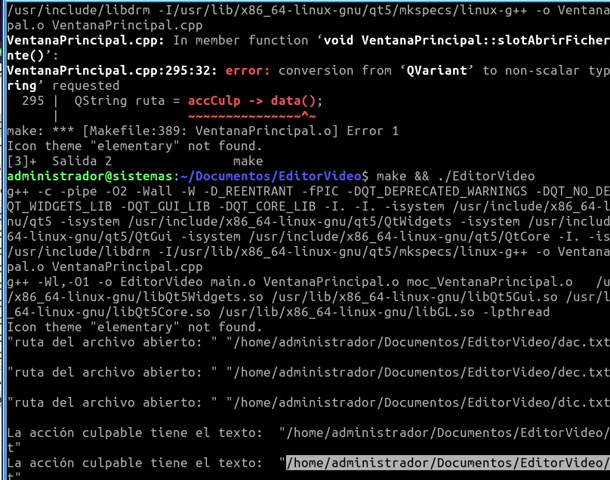 /usr/include/libdrm -I/usr/lib/x86_64-linux-gnu/qt5/mkspecs/linux-g++ -o Ventana
pal.o VentanaPrincipal.cpp
VentanaPrincipal.cpp: In member function ‘void VentanaPrincipal::slotAbrirFicher
nte()’:
VentanaPrincipal.cpp:295:32: error: conversion from ‘QVariant’ to non-scalar typ
ring’ requested
295 | QString ruta = accCulp -> data();
| ~~~~~~~~~~~~~~~^~
make: *** [Makefile:389: VentanaPrincipal.o] Error 1
Icon theme "elementary" not found.
[3]+ Salida 2 make
administrador@sistemas:~/Documentos/EditorVideo$ make && ./EditorVideo
g++ -c -pipe -O2 -Wall -W -D_REENTRANT -fPIC -DQT_DEPRECATED_WARNINGS -DQT_NO_DE
QT_WIDGETS_LIB -DQT_GUI_LIB -DQT_CORE_LIB -I. -I. -isystem /usr/include/x86_64-l
nu/qt5 -isystem /usr/include/x86_64-linux-gnu/qt5/QtWidgets -isystem /usr/includ
64-linux-gnu/qt5/QtGui -isystem /usr/include/x86_64-linux-gnu/qt5/QtCore -I. -is
/usr/include/libdrm -I/usr/lib/x86_64-linux-gnu/qt5/mkspecs/linux-g++ -o Ventana
pal.o VentanaPrincipal.cpp
g++ -Wl,-O1 -o EditorVideo main.o VentanaPrincipal.o moc_VentanaPrincipal.o /u
/x86_64-linux-gnu/libQt5Widgets.so /usr/lib/x86_64-linux-gnu/libQt5Gui.so /usr/l
_64-linux-gnu/libQt5Core.so /usr/lib/x86_64-linux-gnu/libGL.so -lpthread
Icon theme "elementary" not found.
"ruta del archivo abierto: " "/home/administrador/Documentos/EditorVideo/dac.txt
"ruta del archivo abierto: " "/home/administrador/Documentos/EditorVideo/dec.txt
"ruta del archivo abierto: " "/home/administrador/Documentos/EditorVideo/dic.txt
La acción culpable tiene el texto: "/home/administrador/Documentos/EditorVideo/
t"
La acción culpable tiene el texto: "/home/administrador/Documentos/EditorVideo/
t"